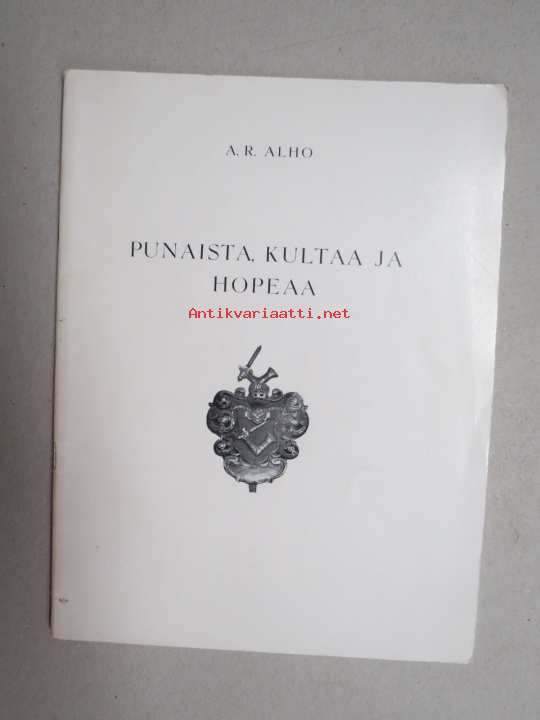 A. R. ALHO
PUNAISTA, KULTAA JA
HOPEAA
Antikvariaatti.net